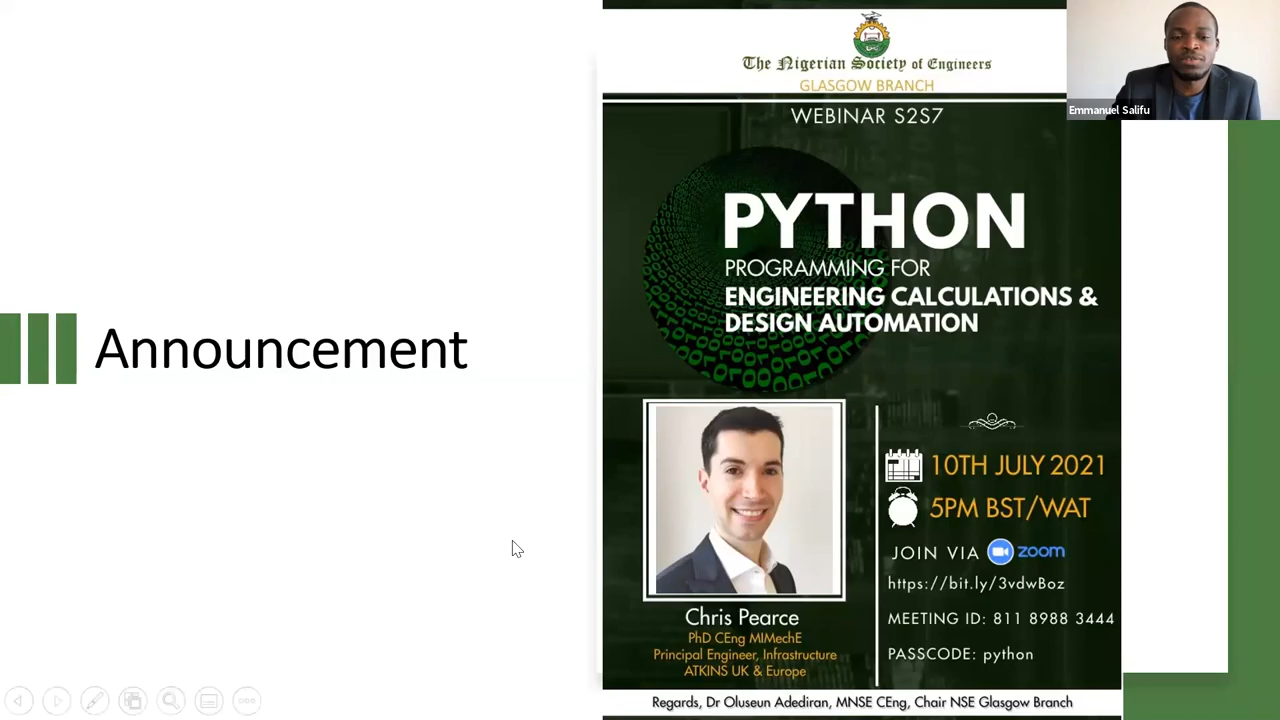 Announcement
The Nigerian Society of Engineers
GLASGOW BRANCH
WEBINAR S2S7
PYTHON
PROGRAMMING FOR
ENGINEERING CALCULATIONS &
DESIGN AUTOMATION
Chris Pearce
PhD CEng MIMechE
Principal Engineer, Infrastructure
ATKINS UK & Europe
10TH JULY 2021
5PM BST/WAT
JOIN VIA zoom
https://bit.ly/3vdwBoz
MEETING ID: 811 8988 3444
PASSCODE: python
Regards, Dr Oluseun Adediran, MNSE CEng, Chair NSE Glasgow Branch
Emmanuel Salifu